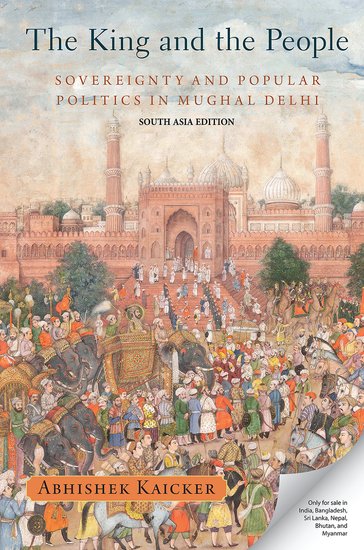 The King and the People
SOVEREIGNTY AND POPULAR
POLITICS IN MUGHAL DELHI
SOUTH ASIA EDITION
ABHISHEK KAICKER
Only for sale in
India, Bangladesh,
Sri Lanka, Nepal,
Bhutan, and
Myanmar